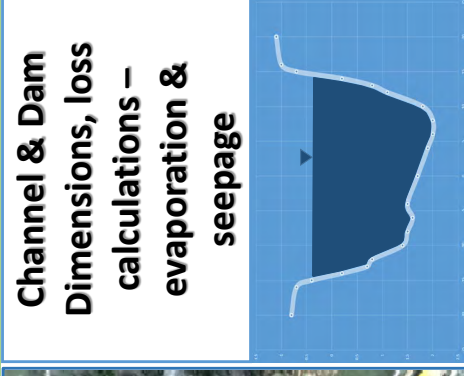 Channel & Dam
Dimensions, loss
calculations –
evaporation &
seepage